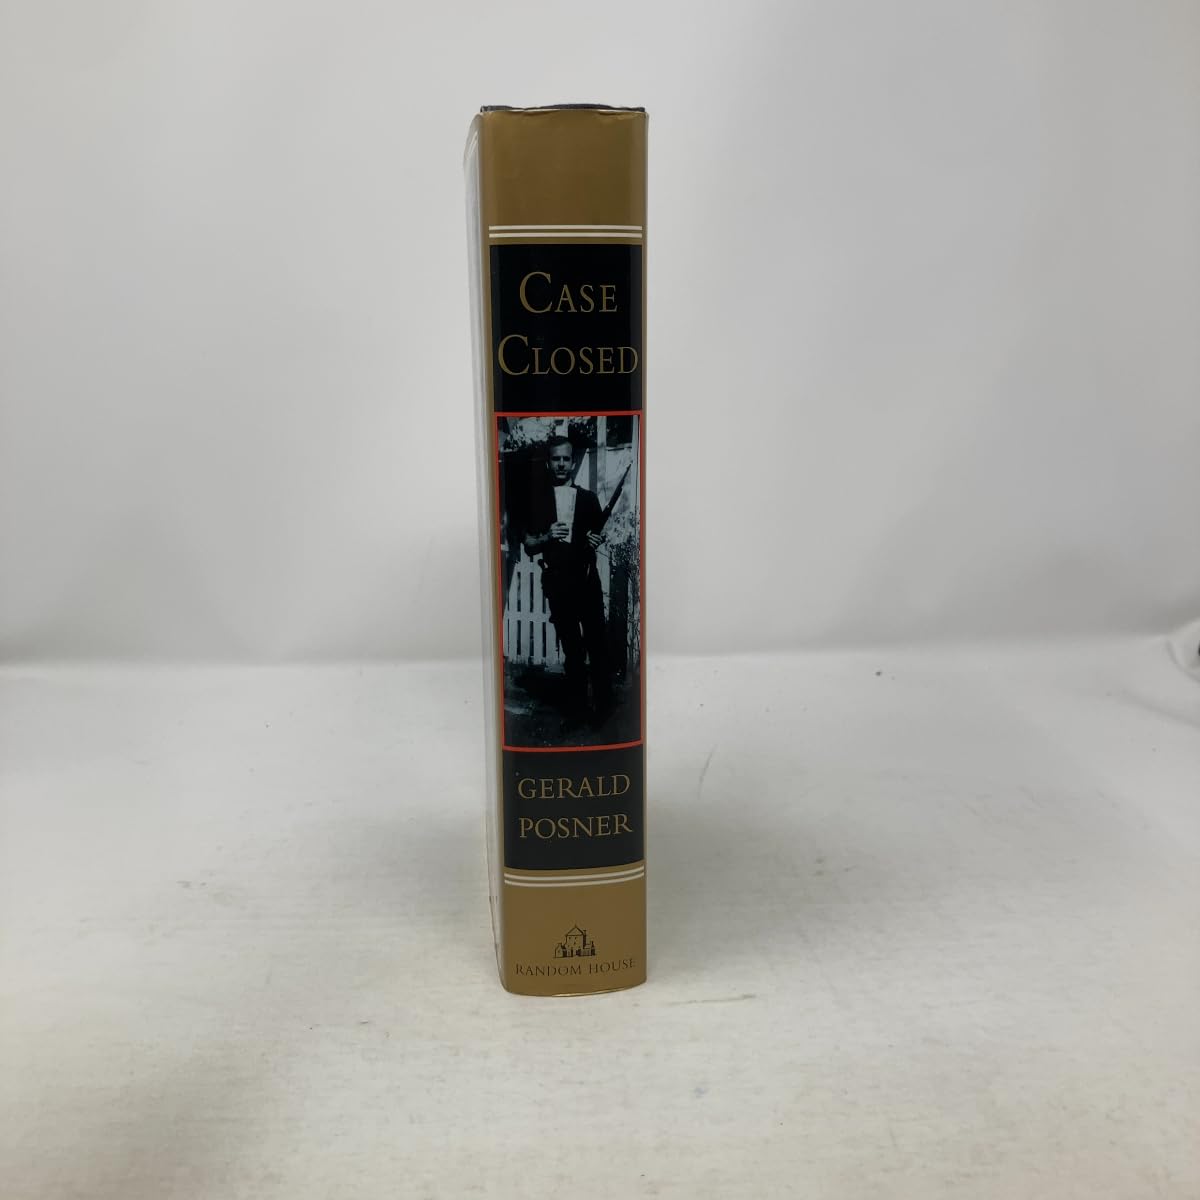 CASE
CLOSED
GERALD
POSNER
RANDOM HOUSE